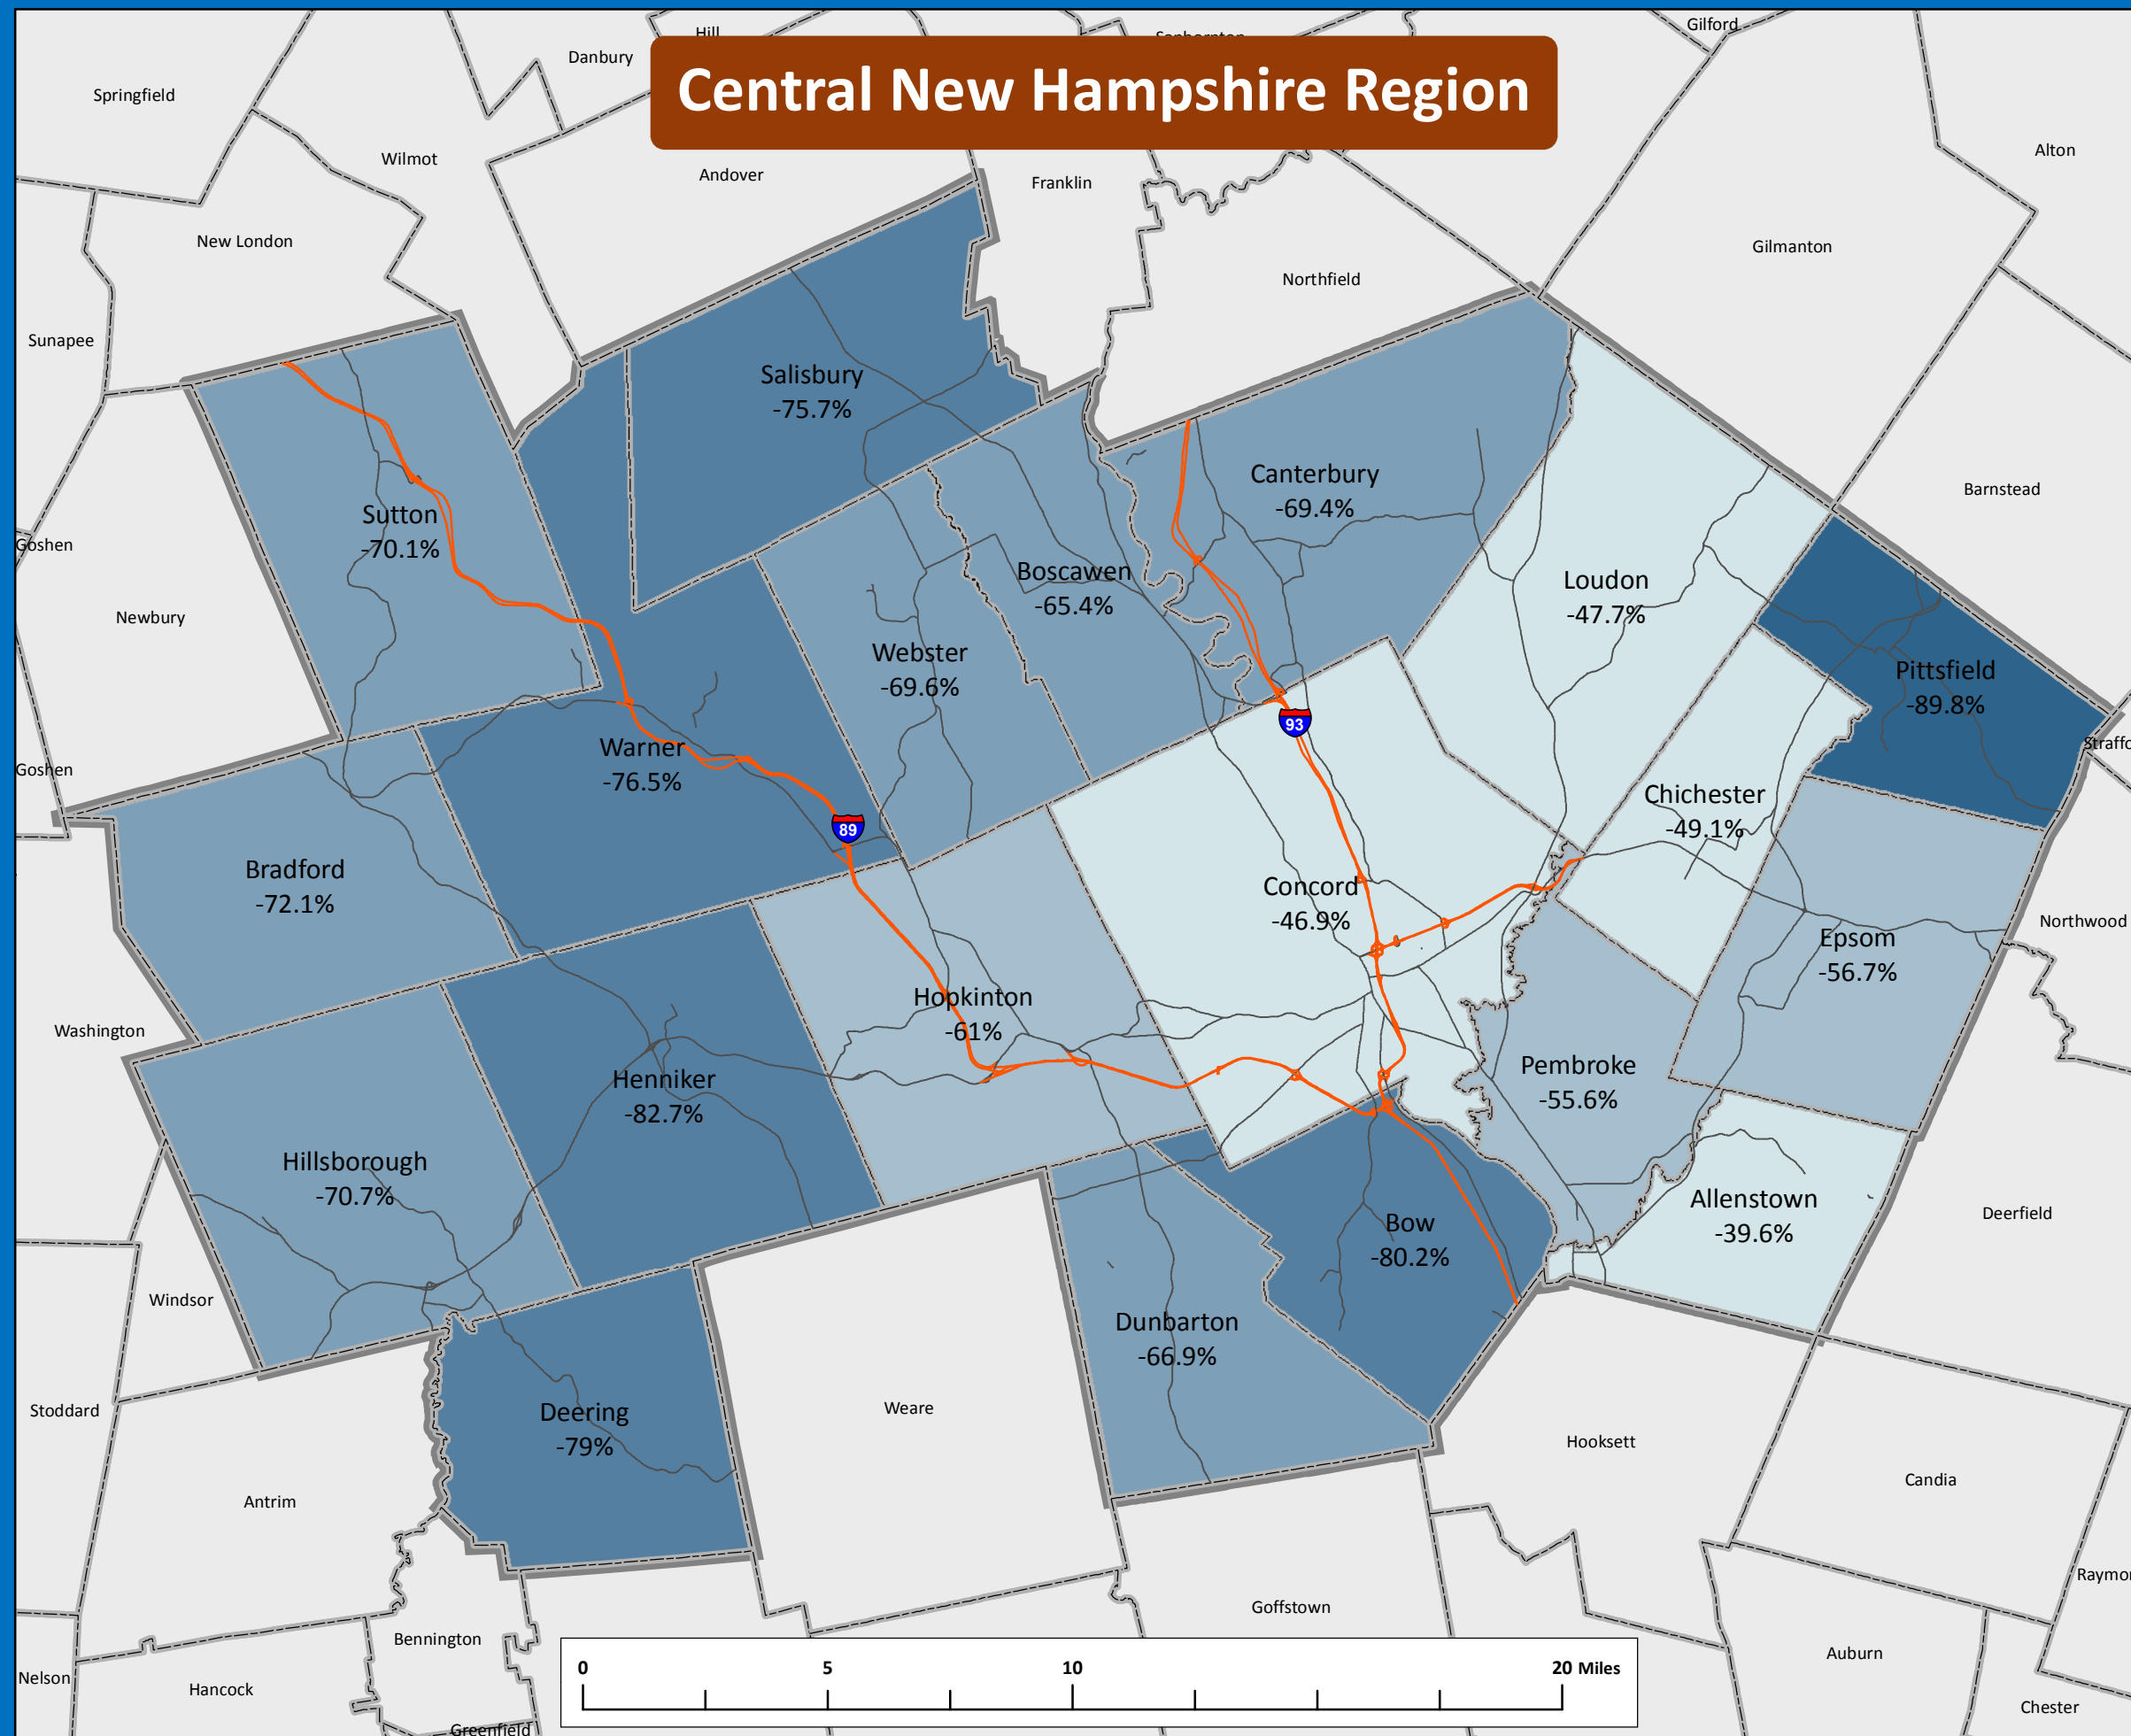 Hill
Gilford
Danbury
Central New Hampshire Region
Springfield
Wilmot
Andover
Franklin
Alton
New London
Gilmanton
Northfield
Sunapee
Salisbury
-75.7%
Canterbury
-69.4%
Barnstead
Sutton
-70.1%
Goshen
Boscawen
-65.4%
Loudon
-47.7%
Newbury
Webster
-69.6%
Pittsfield
-89.8%
93
Warner
-76.5%
Goshen
Chichester
-49.1%
89
Bradford
-72.1%
Concord
-46.9%
Northwood
Epsom
-56.7%
Hopkinton
-61%
Washington
Henniker
-82.7%
Pembroke
-55.6%
Hillsborough
-70.7%
Allenstown
-39.6%
Deerfield
Bow
-80.2%
Windsor
Dunbarton
-66.9%
Stoddard
Weare
Deering
-79%
Hooksett
Candia
Antrim
Goffstown
Bennington
Auburn
Nelson
Hancock
0 5 10 20 Miles
Chester
Greenfield